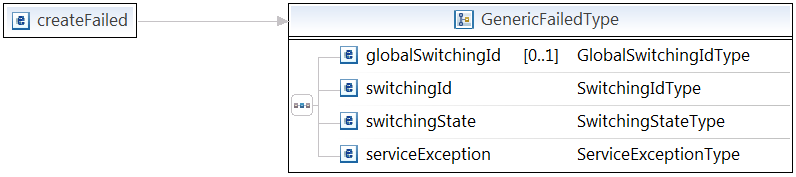 createFailed
GenericFailedType
globalSwitchingId [0..1] GlobalSwitchingIdType
switchingId SwitchingIdType
switchingState SwitchingStateType
serviceException ServiceExceptionType